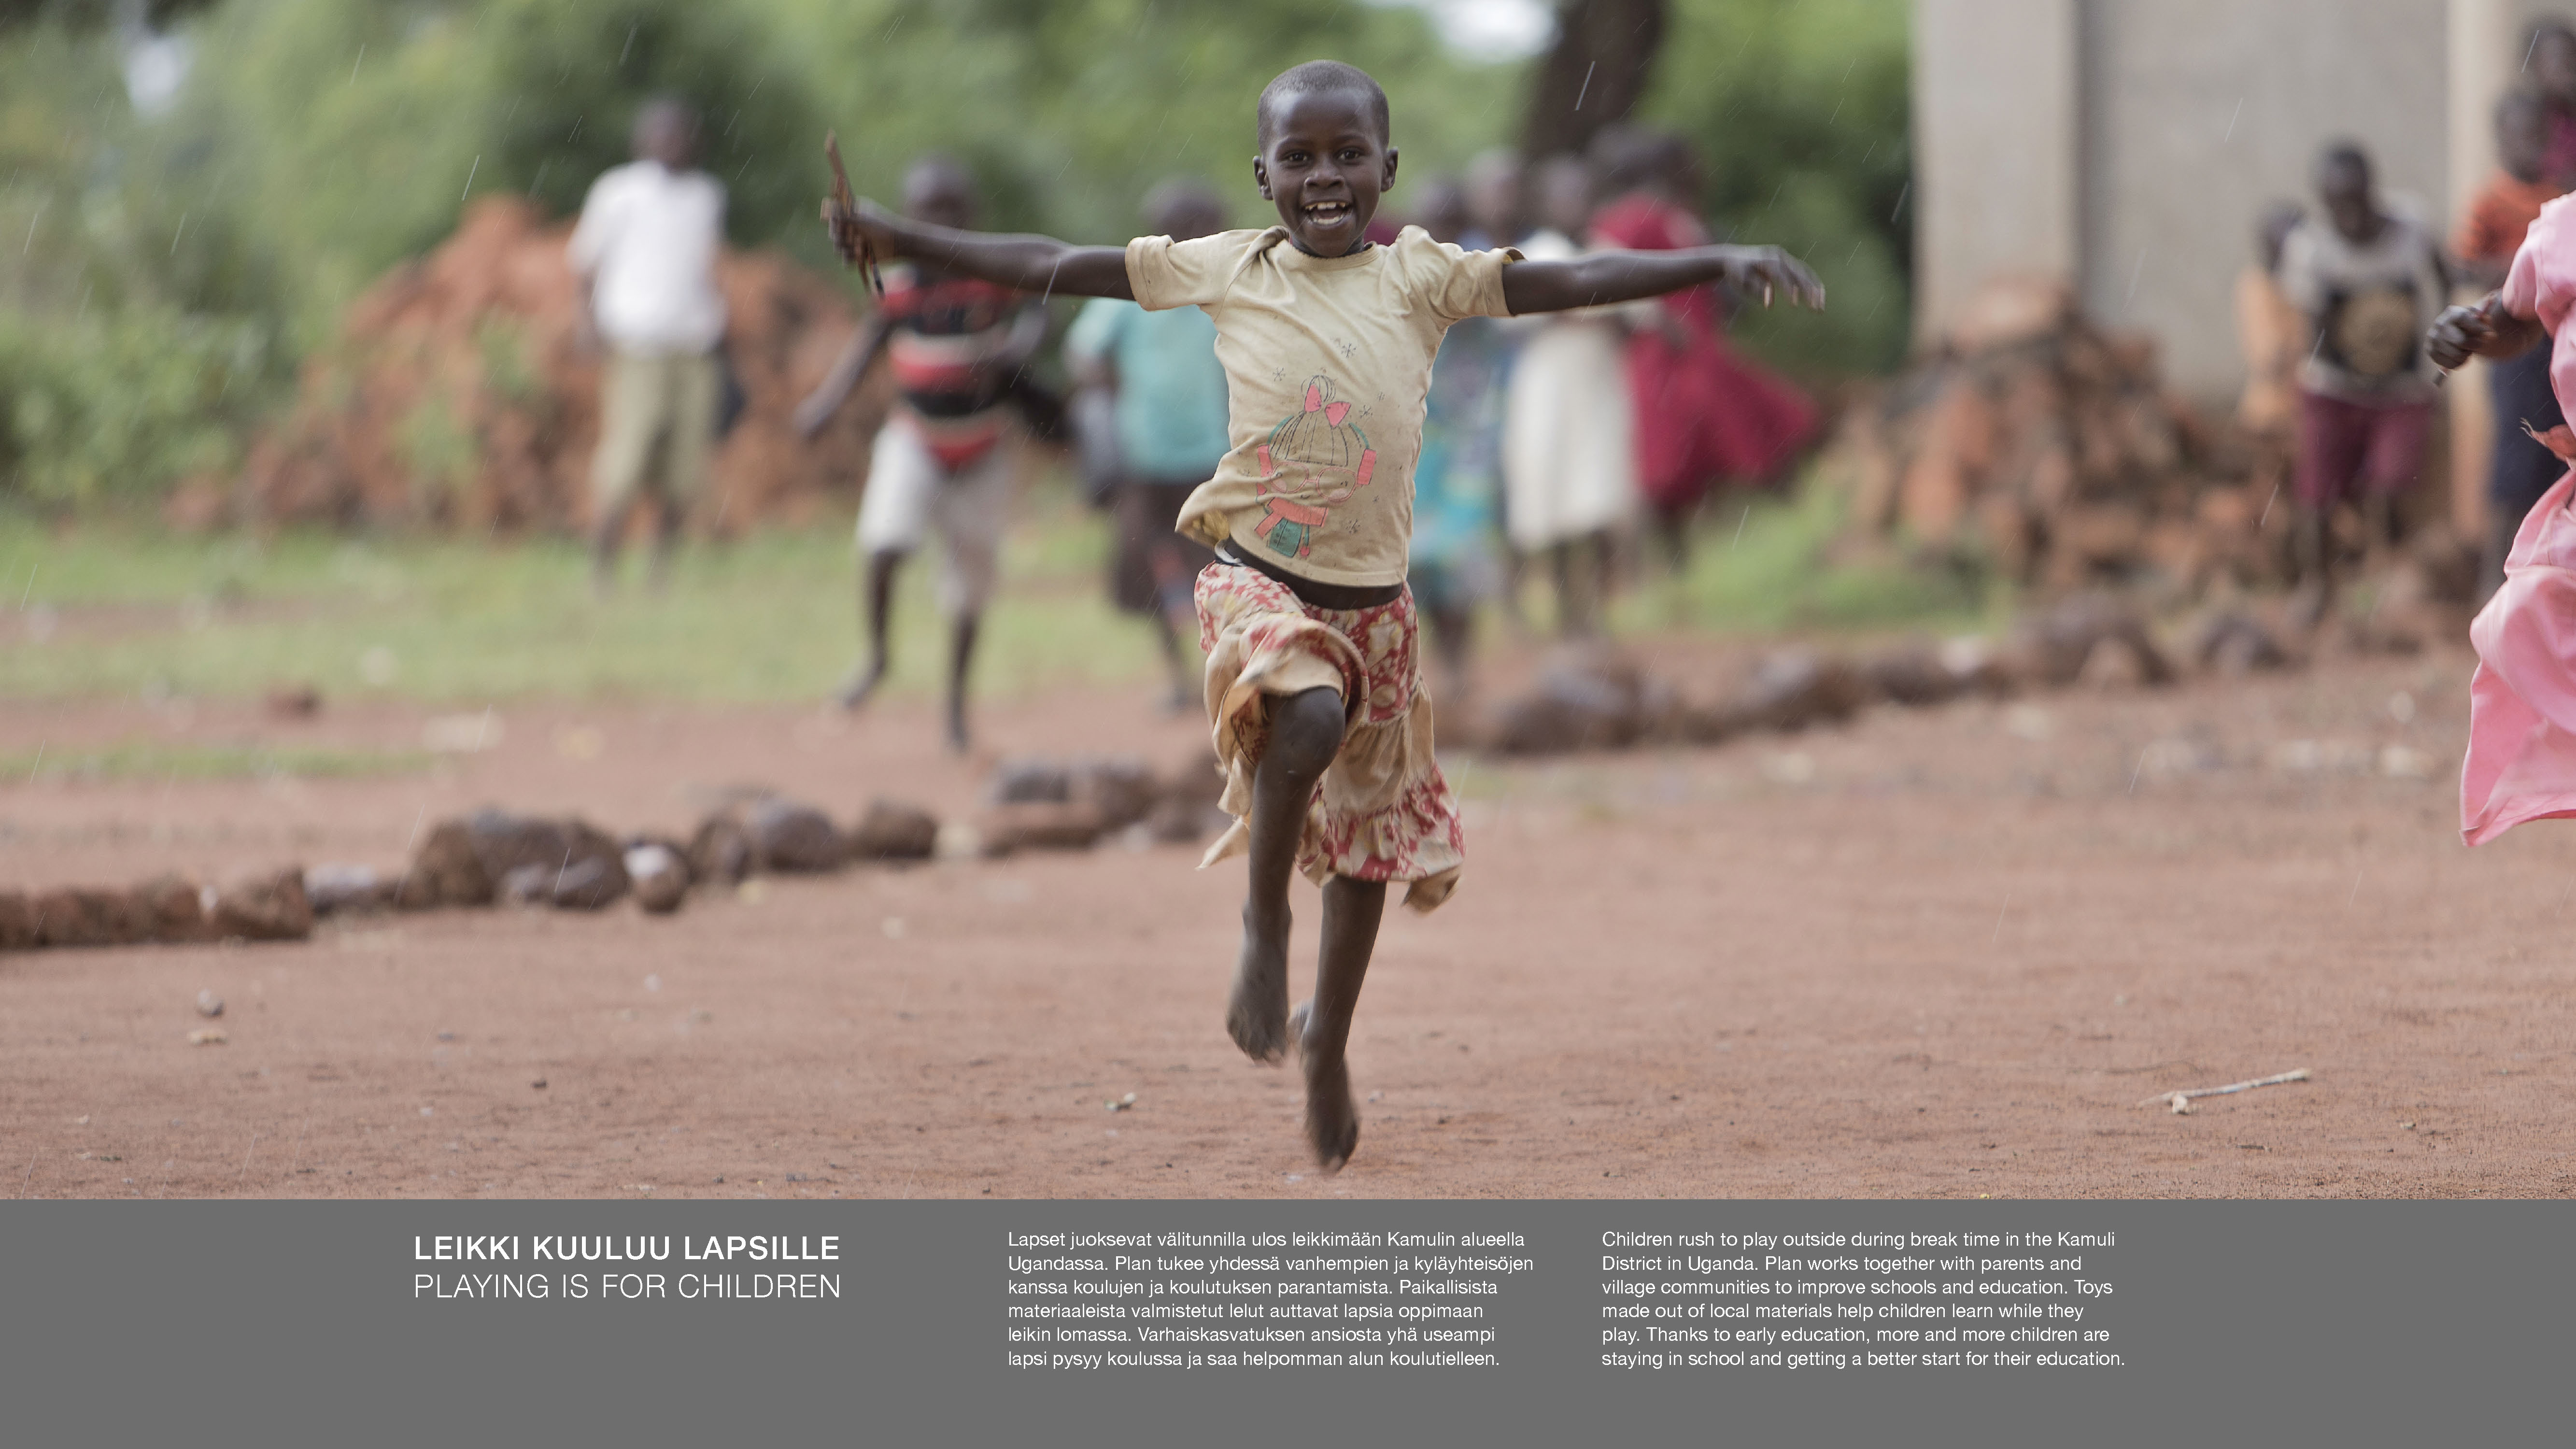 LEIKKI KUULUU LAPSILLE
PLAYING IS FOR CHILDREN
Lapset juoksevat välitunnilla ulos leikkimään Kamulin alueella
Ugandassa. Plan tukee yhdessä vanhempien ja kyläyhteisöjen
kanssa koulujen ja koulutuksen parantamista. Paikallisista
materiaaleista valmistetut lelut auttavat lapsia oppimaan
leikin lomassa. Varhaiskasvatuksen ansiosta yhä useampi
lapsi pysyy koulussa ja saa helpomman alun koulutielleen.
Children rush to play outside during break time in the Kamuli
District in Uganda. Plan works together with parents and
village communities to improve schools and education. Toys
made out of local materials help children learn while they
play. Thanks to early education, more and more children are
staying in school and getting a better start for their education.